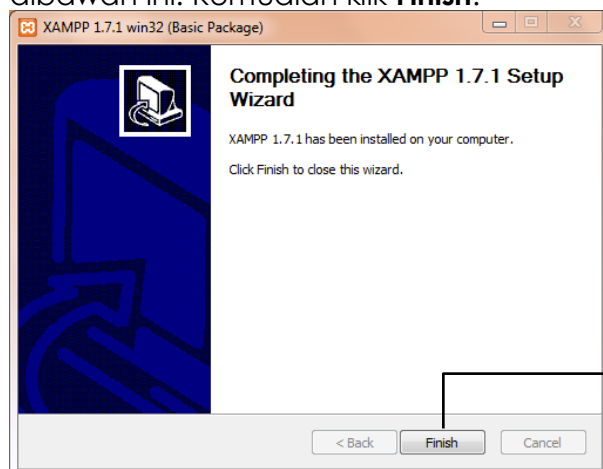 dibawah ini. Kemudian klik Finish.
XAMPP 1.7.1 win32 (Basic Package)
Completing the XAMPP 1.7.1 Setup
Wizard
XAMPP 1.7.1 has been installed on your computer.
Click Finish to close this wizard.
< Back
Finish
Cancel